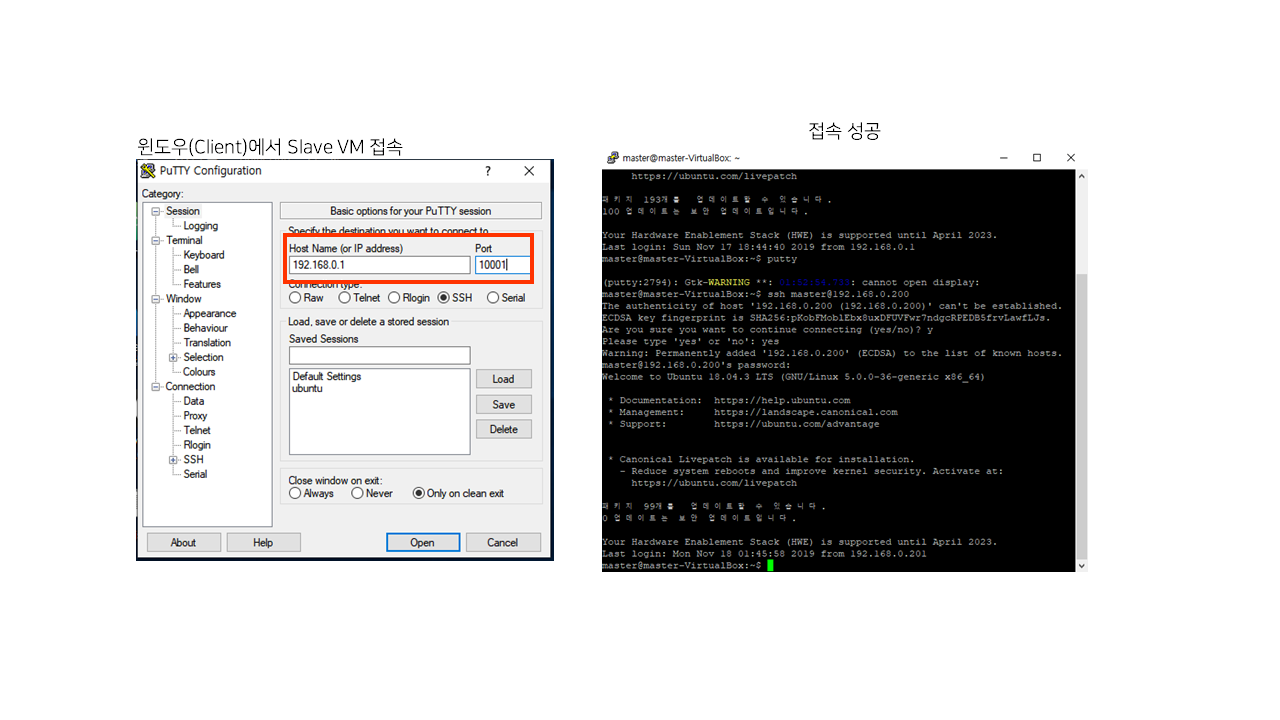 윈도우(Client)에서 Slave VM 접속
PuTTY Configuration
?
Category:
Session
Logging
Terminal
Keyboard
Bell
Features
Window
Appearance
Behaviour
Translation
Selection
Colours
Connection
Data
Proxy
Telnet
Rlogin
SSH
Serial
Basic options for your PuTTY session
Specify the destination you want to connect to
Host Name (or IP address) Port
192.168.0.1 10001
Connection type:
Raw Telnet Rlogin SSH Serial
Load, save or delete a stored session
Saved Sessions
Default Settings
ubuntu
Load
Save
Delete
Close window on exit:
Always Never Only on clean exit
About Help Open Cancel
접속 성공
master@master-VirtualBox: ~
https://ubuntu.com/livepatch
패키지 193개를 업데이트할 수 있습니다.
100 업데이트는 보안 업데이트입니다.
Your Hardware Enablement Stack (HWE) is supported until April 2023.
Last login: Sun Nov 17 18:44:40 2019 from 192.168.0.1
master@master-VirtualBox:~$ putty
(putty:2794): Gtk-WARNING **: cannot open display:
master@master-VirtualBox:~$ ssh master@192.168.0.200
The authenticity of host '192.168.0.200 (192.168.0.200)' can't be established.
ECDSA key fingerprint is SHA256:pKobFMoblEbx8uxDFUVFwr7ndgcRPEDB5frvLawfLJs.
Are you sure you want to continue connecting (yes/no)? y
Please type 'yes' or 'no': yes
Warning: Permanently added '192.168.0.200' (ECDSA) to the list of known hosts.
master@192.168.0.200's password:
Welcome to Ubuntu 18.04.3 LTS (GNU/Linux 5.0.0-36-generic x86_64)
* Documentation: https://help.ubuntu.com
* Management: https://landscape.canonical.com
* Support: https://ubuntu.com/advantage
* Canonical Livepatch is available for installation.
- Reduce system reboots and improve kernel security. Activate at:
https://ubuntu.com/livepatch
패키지 99개를 업데이트할 수 있습니다.
0 업데이트는 보안 업데이트입니다.
Your Hardware Enablement Stack (HWE) is supported until April 2023.
Last login: Mon Nov 18 01:45:58 2019 from 192.168.0.201
master@master-VirtualBox:~$